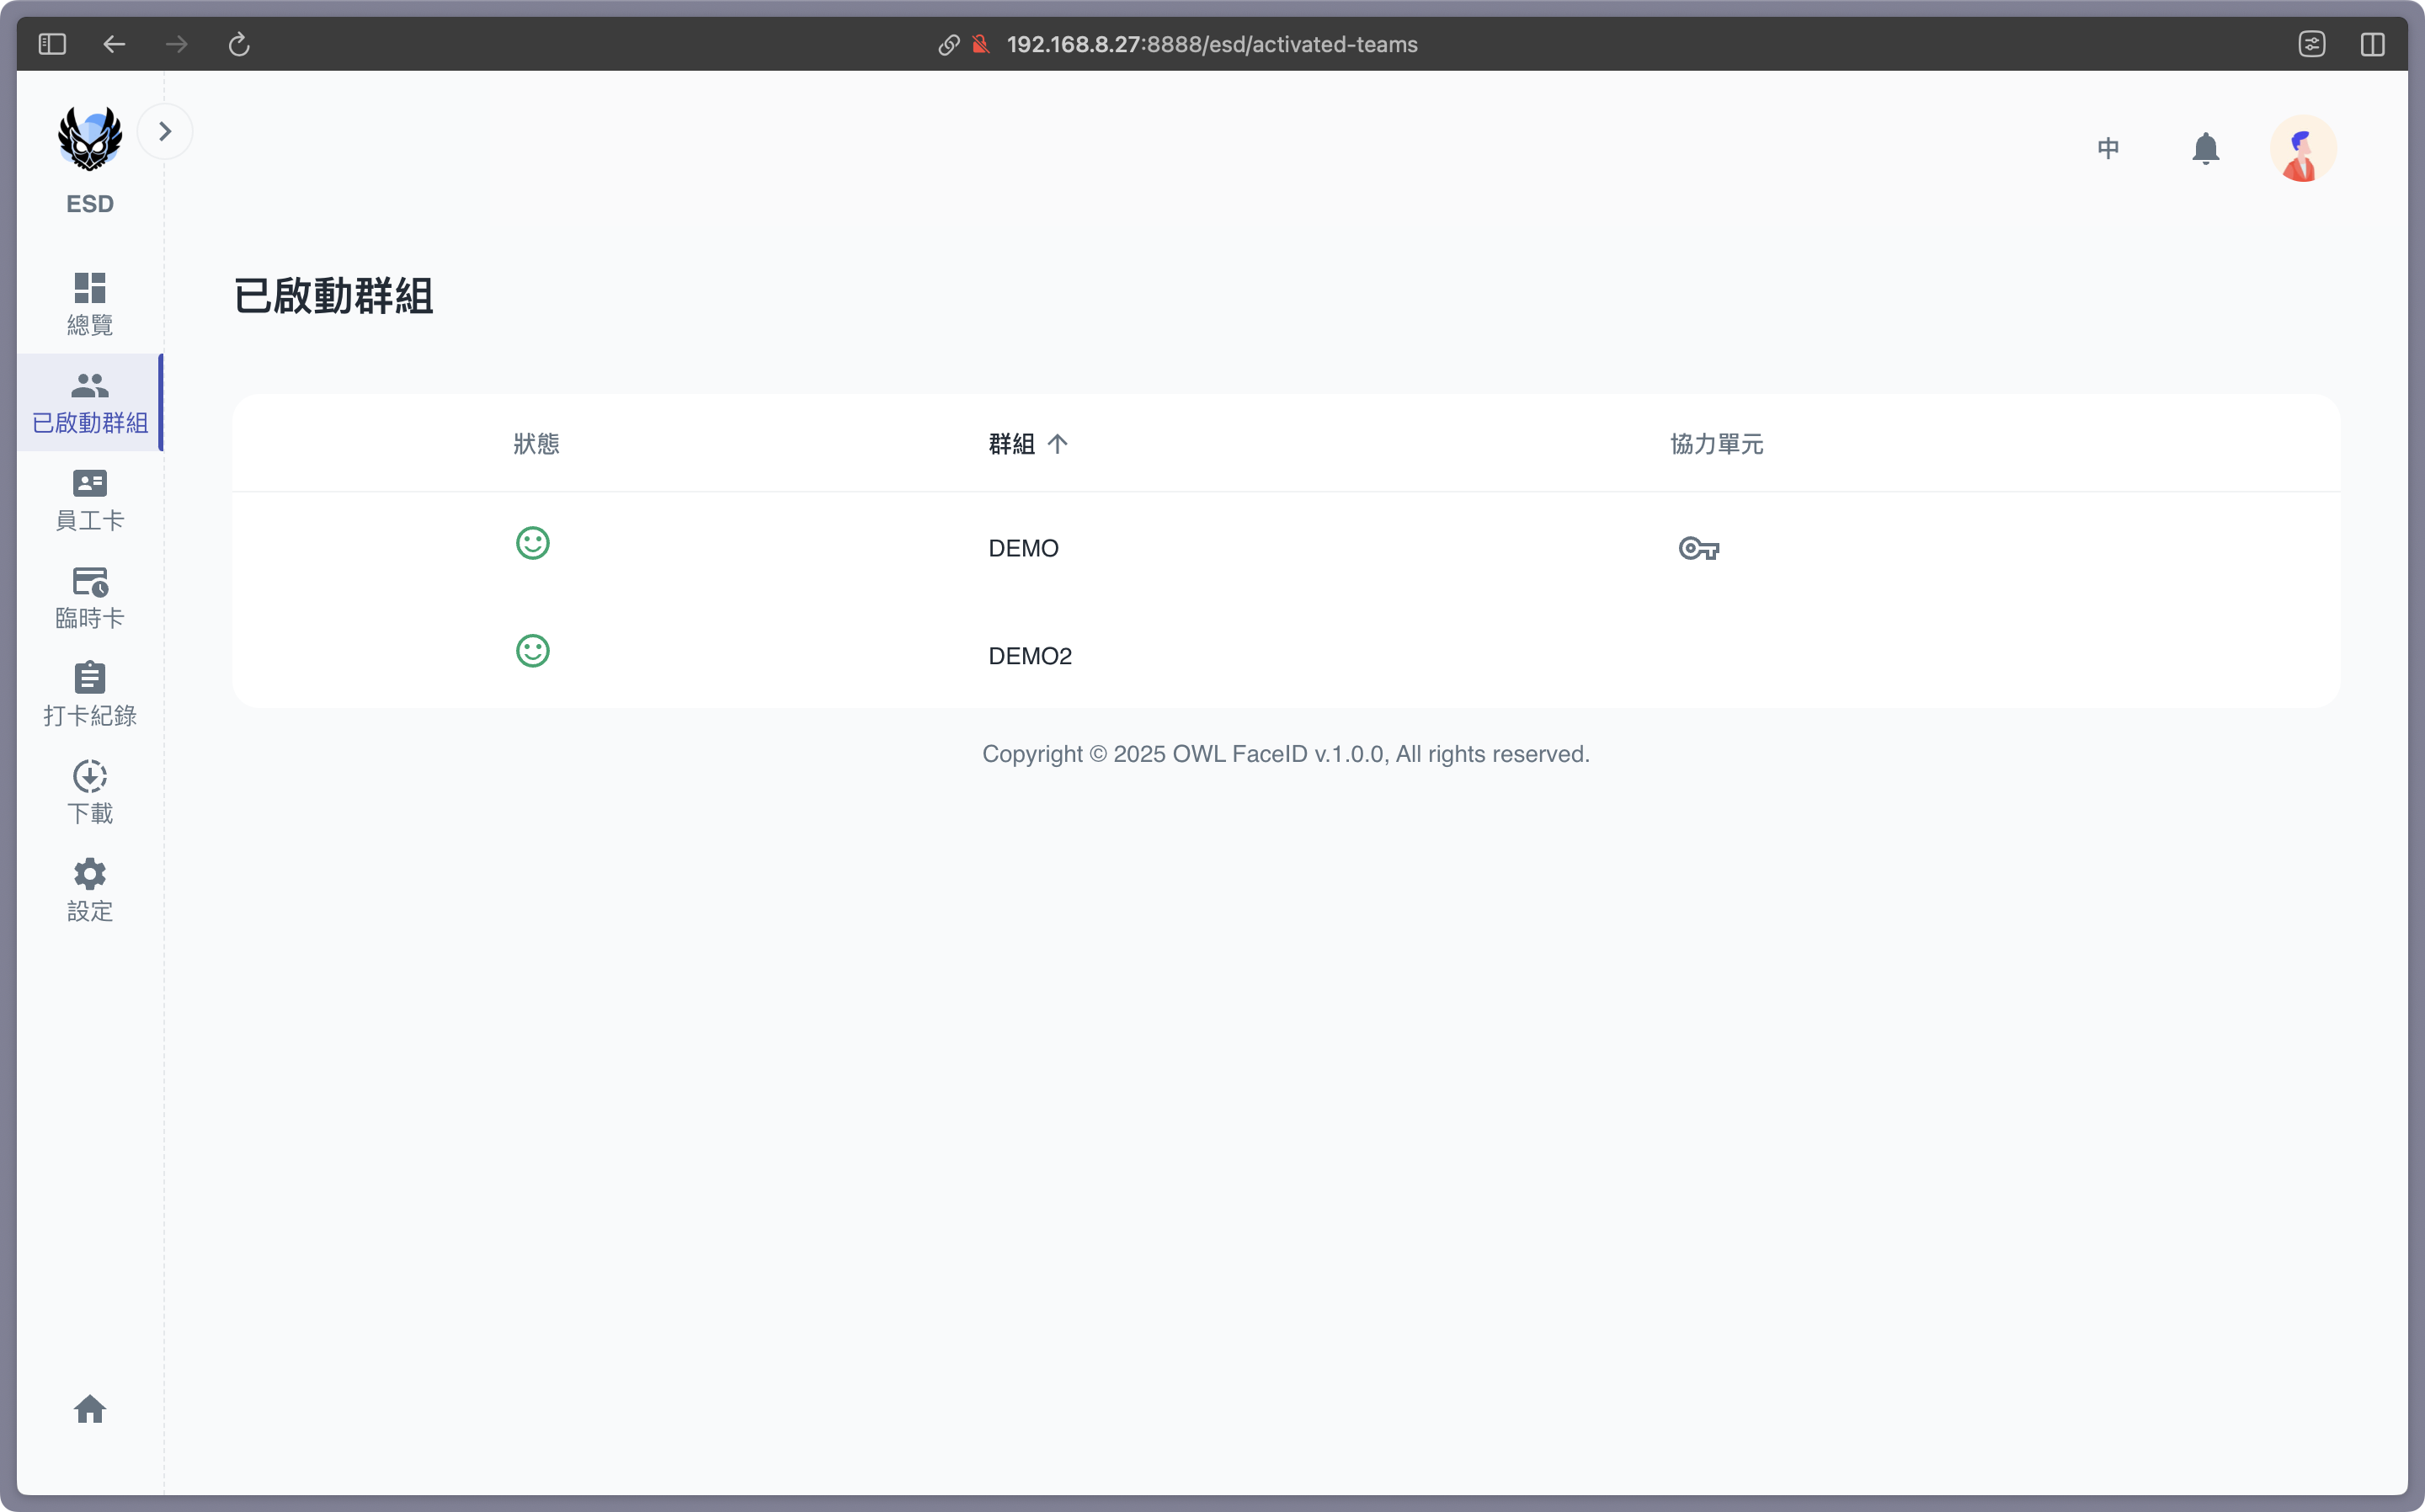 192.168.8.27:8888/esd/activated-teams
ESD
中
總覽
已啟動群組
員工卡
臨時卡
打卡紀錄
下載
設定
已啟動群組
狀態 群組 協力單元
DEMO
DEMO2
Copyright © 2025 OWL FaceID v.1.0.0, All rights reserved.